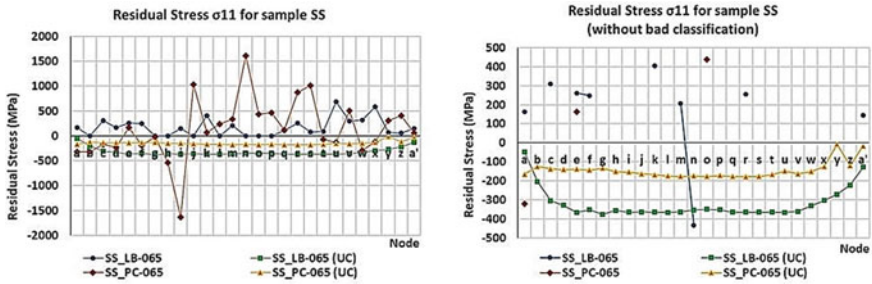 Residual Stress σ11 for sample SS
2000
1500
1000
500
0
-500
-1000
-1500
-2000
Residual Stress (MPa)
Node
SS_LB-065
SS_LB-065 (UC)
SS_PC-065
SS_PC-065 (UC)
Residual Stress σ11 for sample SS
(without bad classification)
500
400
300
200
100
0
-100
-200
-300
-400
-500
Residual Stress (MPa)
a b c d e f g h i j k l m n o p q r s t u v w x y z a'
Node
SS_LB-065
SS_LB-065 (UC)
SS_PC-065
SS_PC-065 (UC)